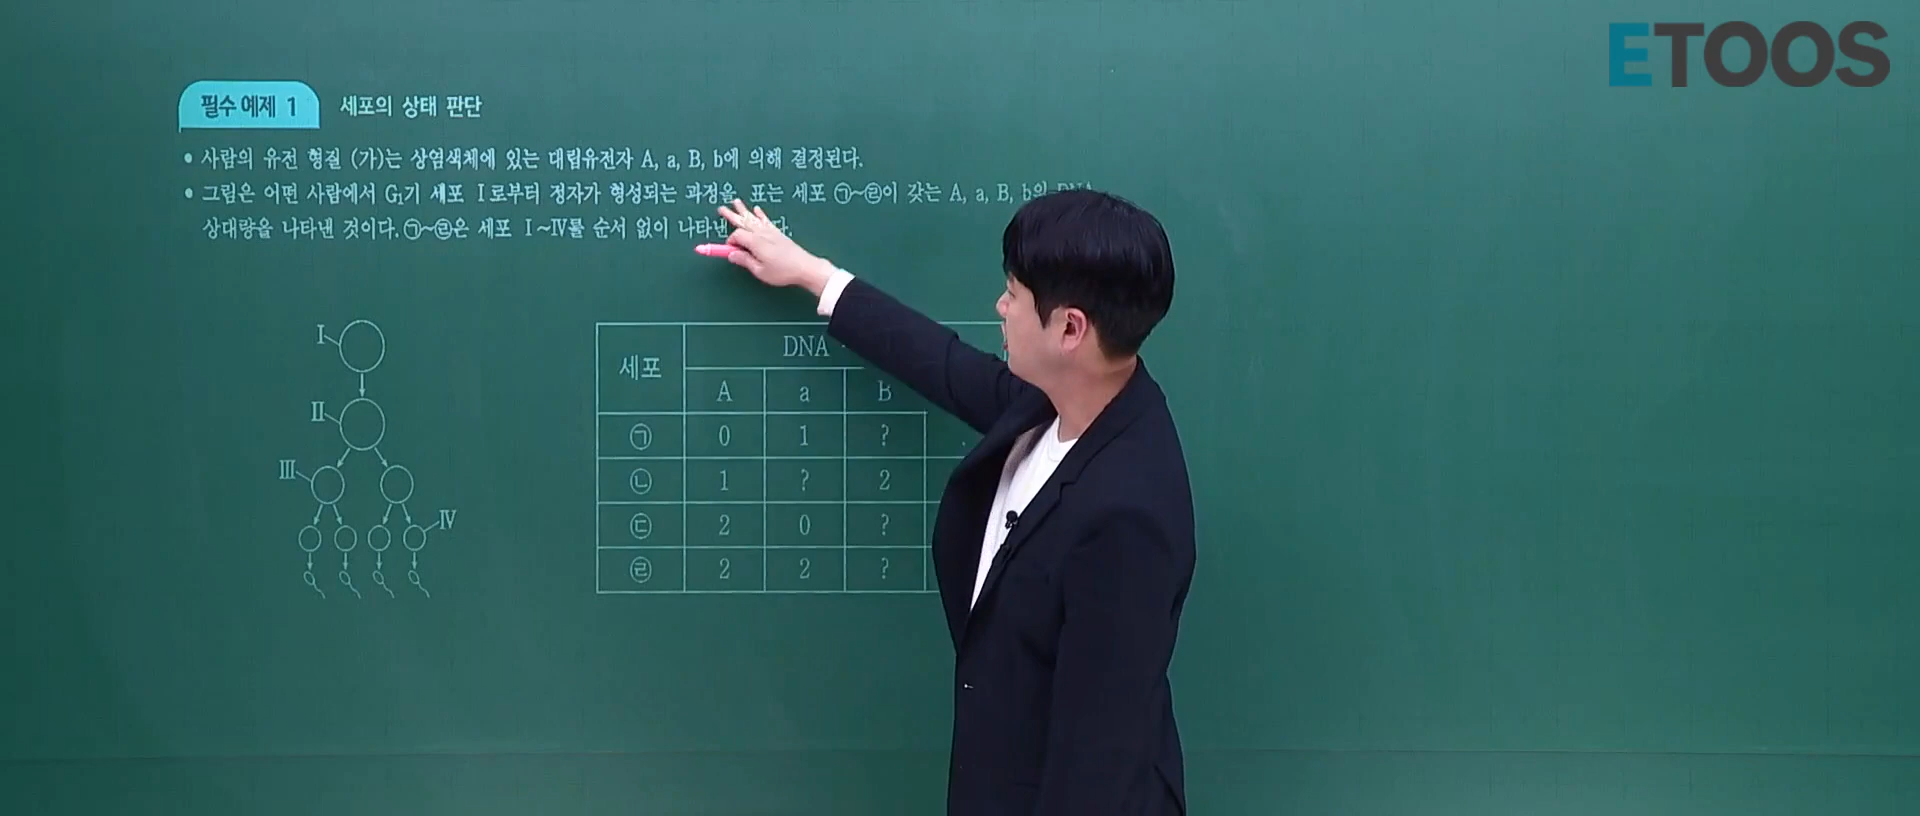 ETOOS
필수 예제 1 세포의 상태 판단
• 사람의 유전 형질 (가)는 상염색체에 있는 대립유전자 A, a, B, b에 의해 결정된다.
• 그림은 어떤 사람에서 G₁기 세포 Ⅰ로부터 정자가 형성되는 과정을, 표는 세포 ㉠~㉣이 갖는 A, a, B, b의 DNA
상대량을 나타낸 것이다. ㉠~㉣은 세포 Ⅰ~Ⅳ를 순서 없이 나타낸
Ⅰ
Ⅱ
Ⅲ
Ⅳ
세포 DNA
A a B
㉠ 0 1 ?
㉡ 1 ? 2
㉢ 2 0 ?
㉣ 2 2 ?